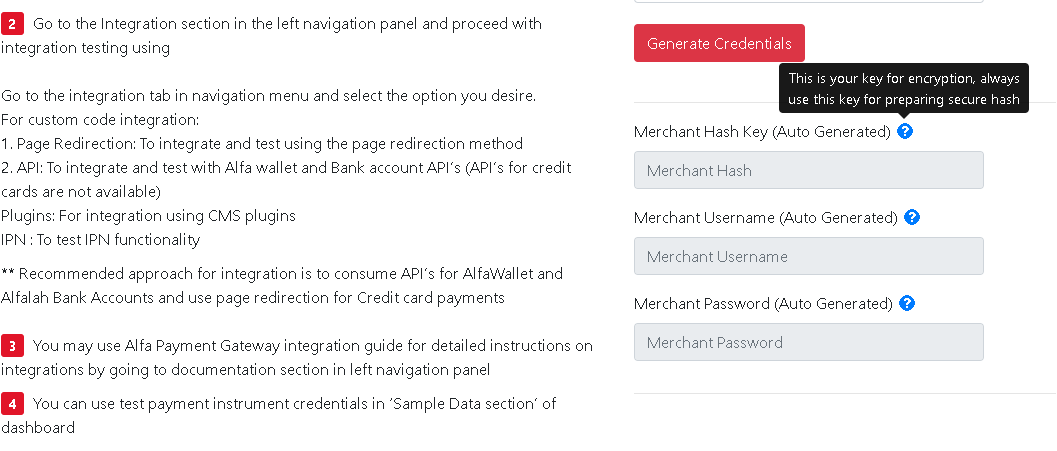 2 Go to the Integration section in the left navigation panel and proceed with
integration testing using
Go to the integration tab in navigation menu and select the option you desire.
For custom code integration:
1. Page Redirection: To integrate and test using the page redirection method
2. API: To integrate and test with Alfa wallet and Bank account API's (API's for credit
cards are not available)
Plugins: For integration using CMS plugins
IPN : To test IPN functionality
** Recommended approach for integration is to consume API's for AlfaWallet and
Alfalah Bank Accounts and use page redirection for Credit card payments
3 You may use Alfa Payment Gateway integration guide for detailed instructions on
integrations by going to documentation section in left navigation panel
4 You can use test payment instrument credentials in 'Sample Data section' of
dashboard
Generate Credentials
This is your key for encryption, always
use this key for preparing secure hash
Merchant Hash Key (Auto Generated) ?
Merchant Hash
Merchant Username (Auto Generated) ?
Merchant Username
Merchant Password (Auto Generated) ?
Merchant Password